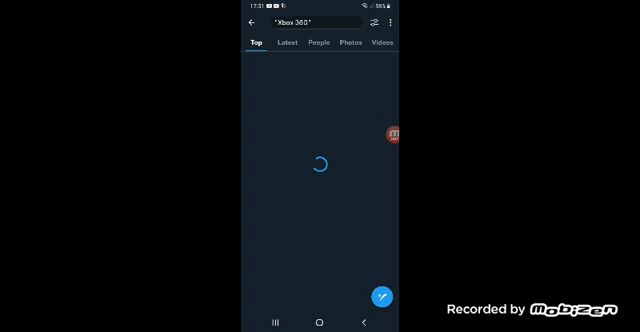 17:31 58%
"Xbox 360"
Top Latest People Photos Videos
Recorded by Mobizen